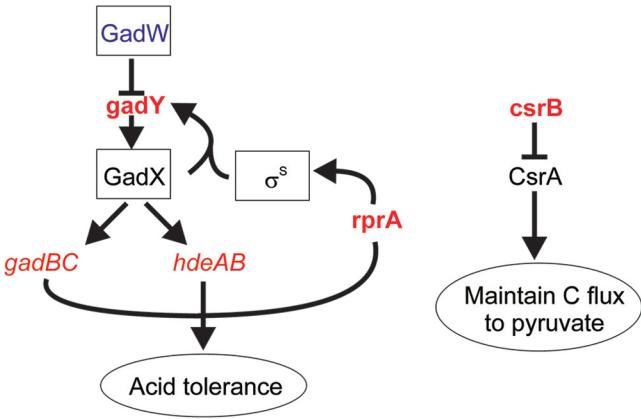 GadW
gadY
GadX
σˢ
rprA
gadBC
hdeAB
Acid tolerance
csrB
CsrA
Maintain C flux
to pyruvate